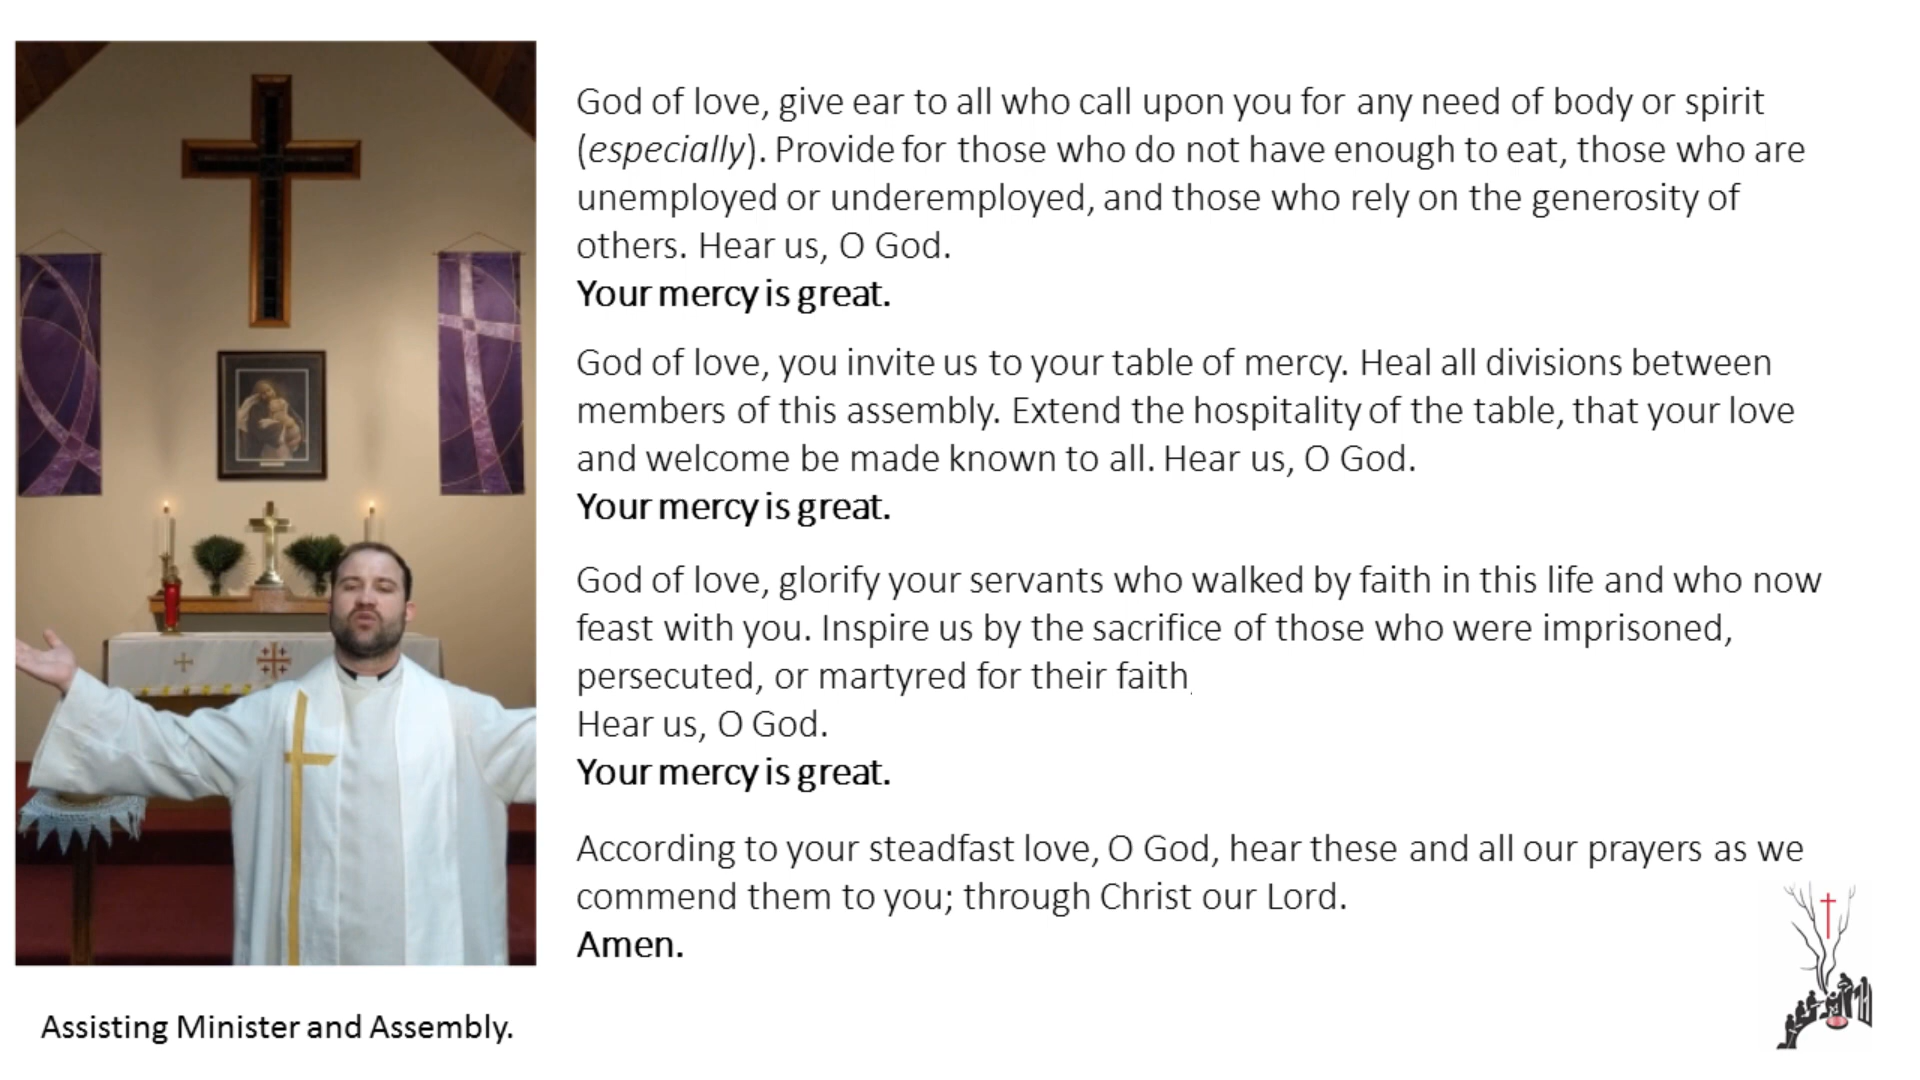 God of love, give ear to all who call upon you for any need of body or spirit
(especially). Provide for those who do not have enough to eat, those who are
unemployed or underemployed, and those who rely on the generosity of
others. Hear us, O God.
Your mercy is great.
God of love, you invite us to your table of mercy. Heal all divisions between
members of this assembly. Extend the hospitality of the table, that your love
and welcome be made known to all. Hear us, O God.
Your mercy is great.
God of love, glorify your servants who walked by faith in this life and who now
feast with you. Inspire us by the sacrifice of those who were imprisoned,
persecuted, or martyred for their faith.
Hear us, O God.
Your mercy is great.
According to your steadfast love, O God, hear these and all our prayers as we
commend them to you; through Christ our Lord.
Amen.
Assisting Minister and Assembly.